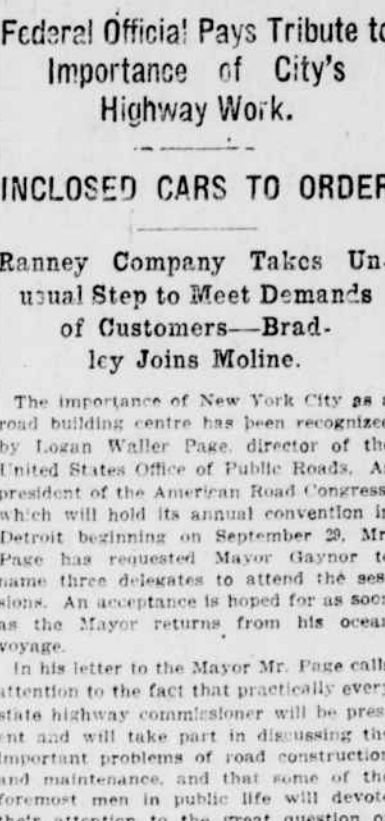 Federal Official Pays Tribute to
Importance of City's
Highway Work.
INCLOSED CARS TO ORDER
Ranney Company Takes Un-
usual Step to Meet Demands
of Customers—Brad-
ley Joins Moline.
The importance of New York City as a
road building centre has been recognized
by Logan Waller Page, director of the
United States Office of Public Roads. As
president of the American Road Congress,
which will hold its annual convention in
Detroit beginning on September 29, Mr.
Page has requested Mayor Gaynor to
name three delegates to attend the ses-
sions. An acceptance is hoped for as soon
as the Mayor returns from his ocean
voyage.
In his letter to the Mayor Mr. Page calls
attention to the fact that practically every
state highway commissioner will be pres-
ent and will take part in discussing the
important problems of road construction
and maintenance, and that some of the
foremost men in public life will devote
their attention to the great question of